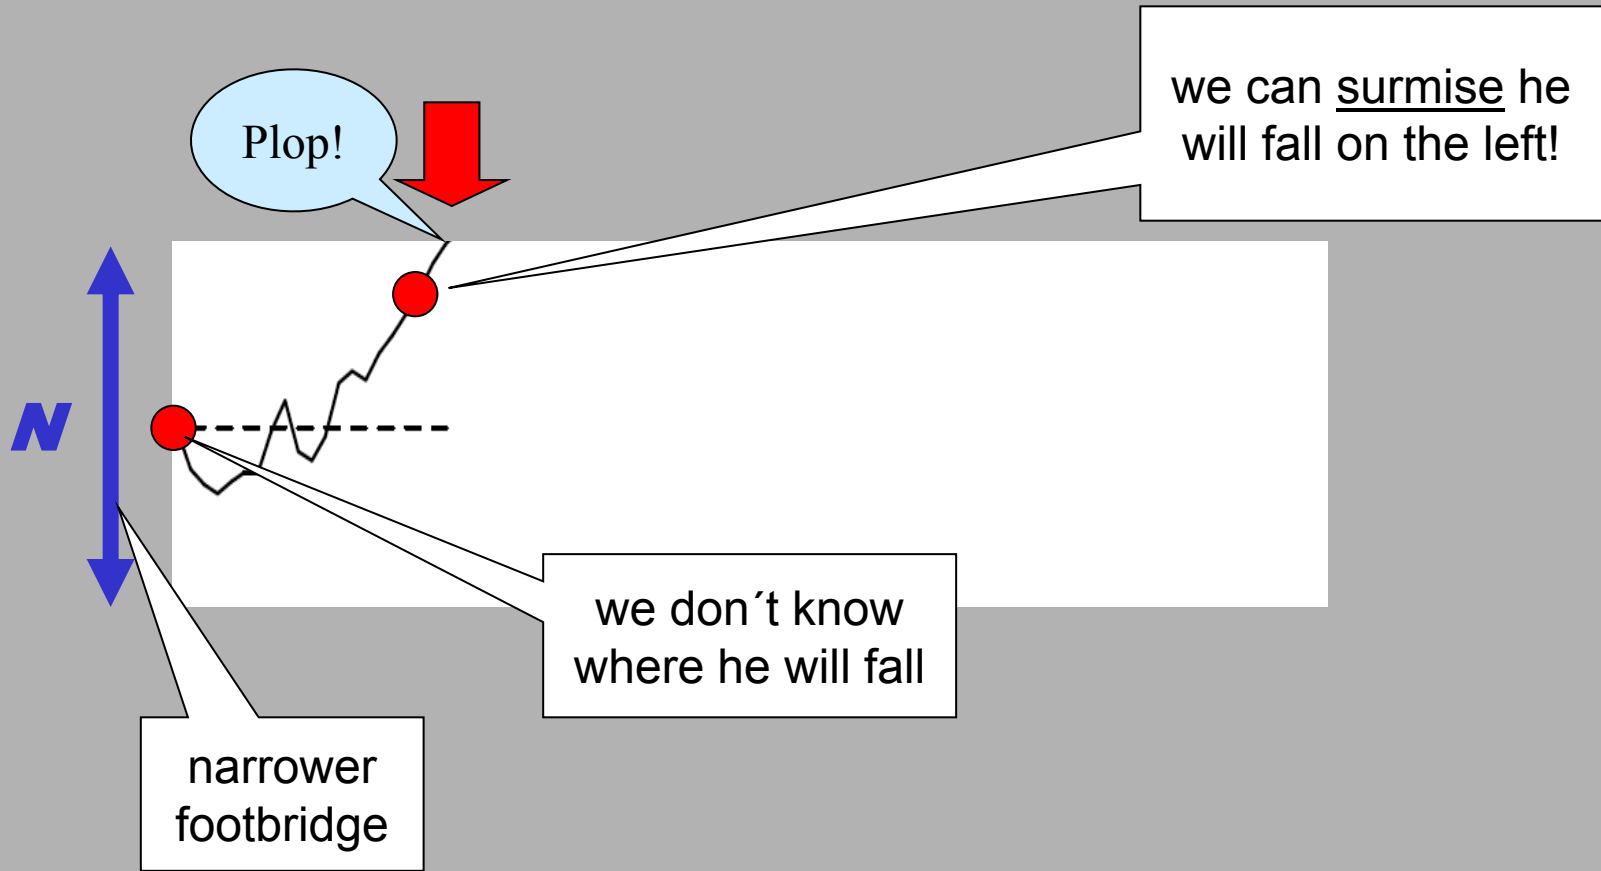 we can surmise he
will fall on the left!
Plop!
N
we don´t know
where he will fall
narrower
footbridge